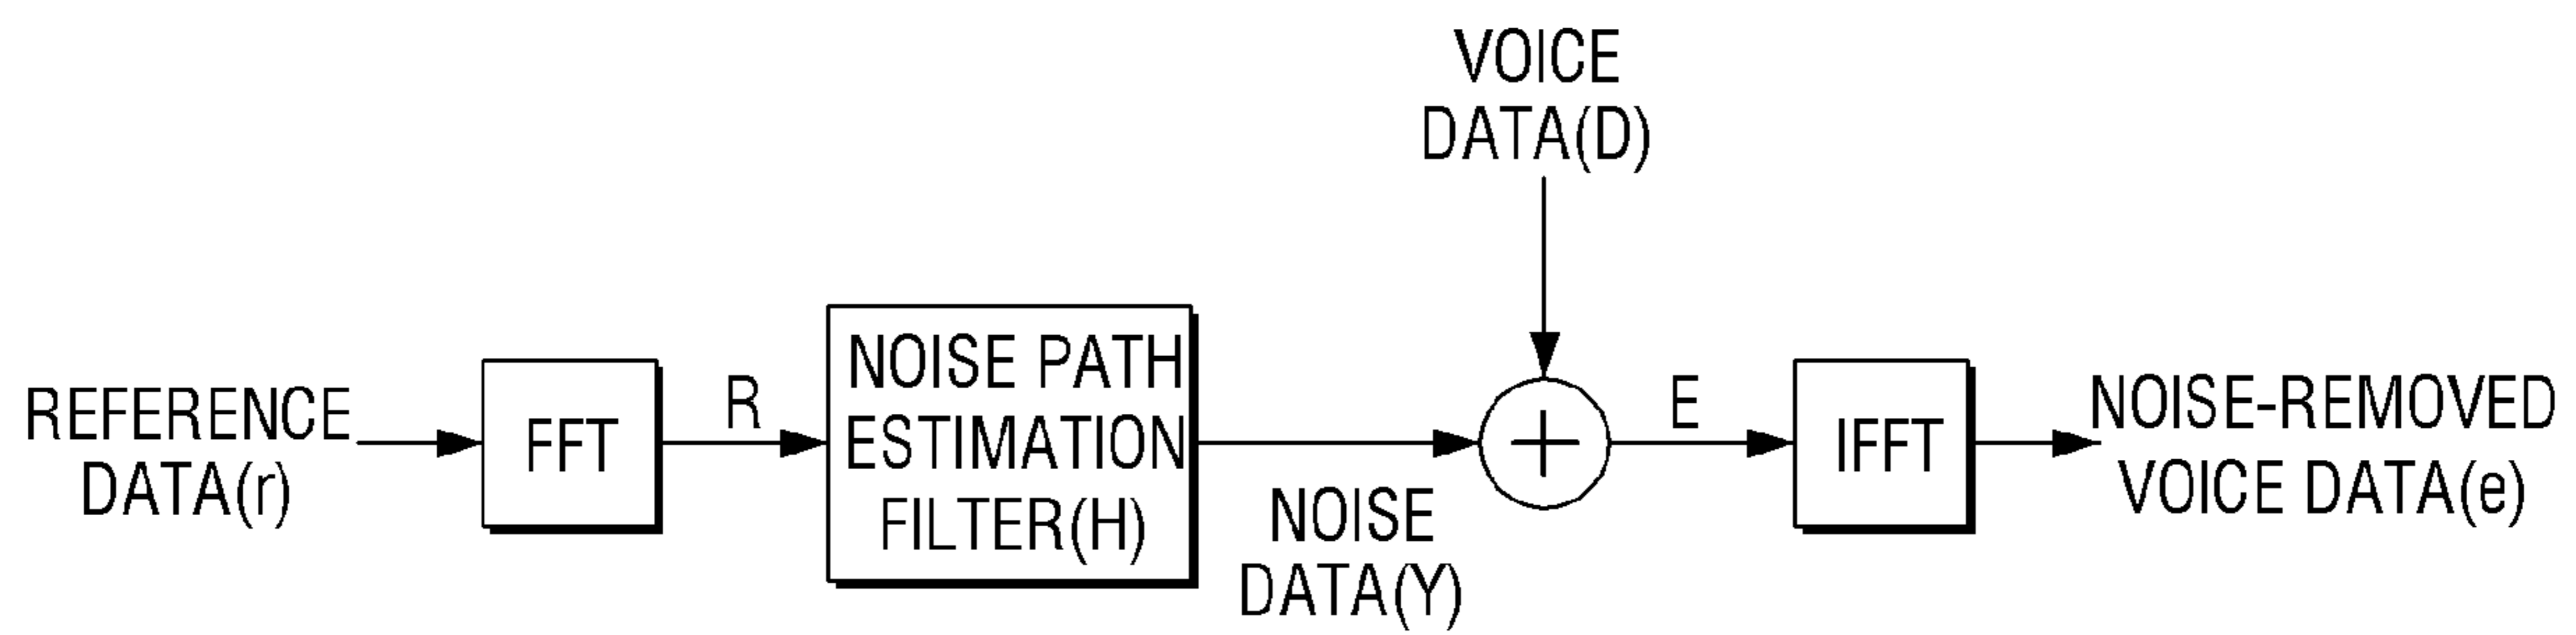 VOICE
DATA(D)
REFERENCE
DATA(r)
FFT
R
NOISE PATH
ESTIMATION
FILTER(H)
NOISE
DATA(Y)
+
E
IFFT
NOISE-REMOVED
VOICE DATA(e)